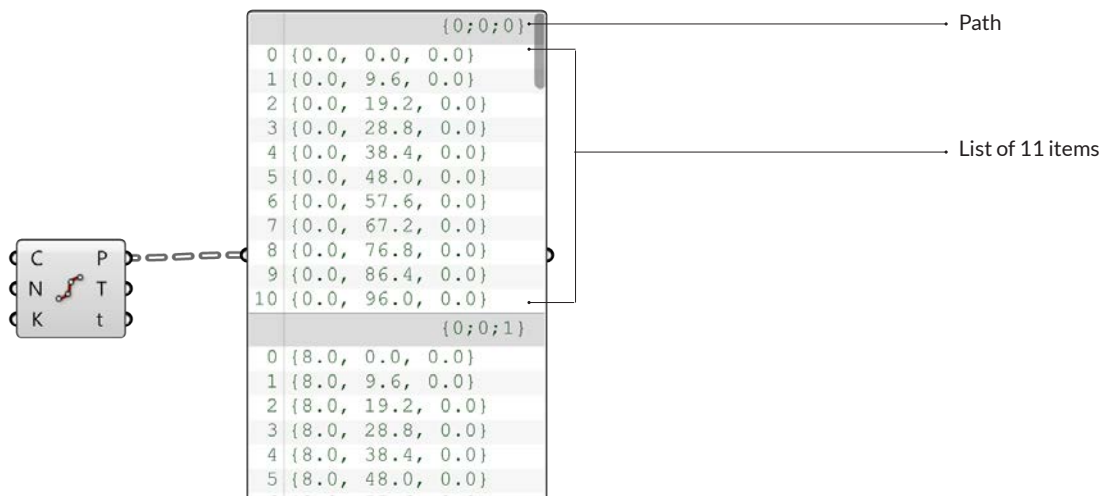 {0;0;0}
Path
0 {0.0, 0.0, 0.0}
1 {0.0, 9.6, 0.0}
2 {0.0, 19.2, 0.0}
3 {0.0, 28.8, 0.0}
4 {0.0, 38.4, 0.0}
List of 11 items
5 {0.0, 48.0, 0.0}
6 {0.0, 57.6, 0.0}
7 {0.0, 67.2, 0.0}
8 {0.0, 76.8, 0.0}
9 {0.0, 86.4, 0.0}
10 {0.0, 96.0, 0.0}
C P
N T
K t
{0;0;1}
0 {8.0, 0.0, 0.0}
1 {8.0, 9.6, 0.0}
2 {8.0, 19.2, 0.0}
3 {8.0, 28.8, 0.0}
4 {8.0, 38.4, 0.0}
5 {8.0, 48.0, 0.0}